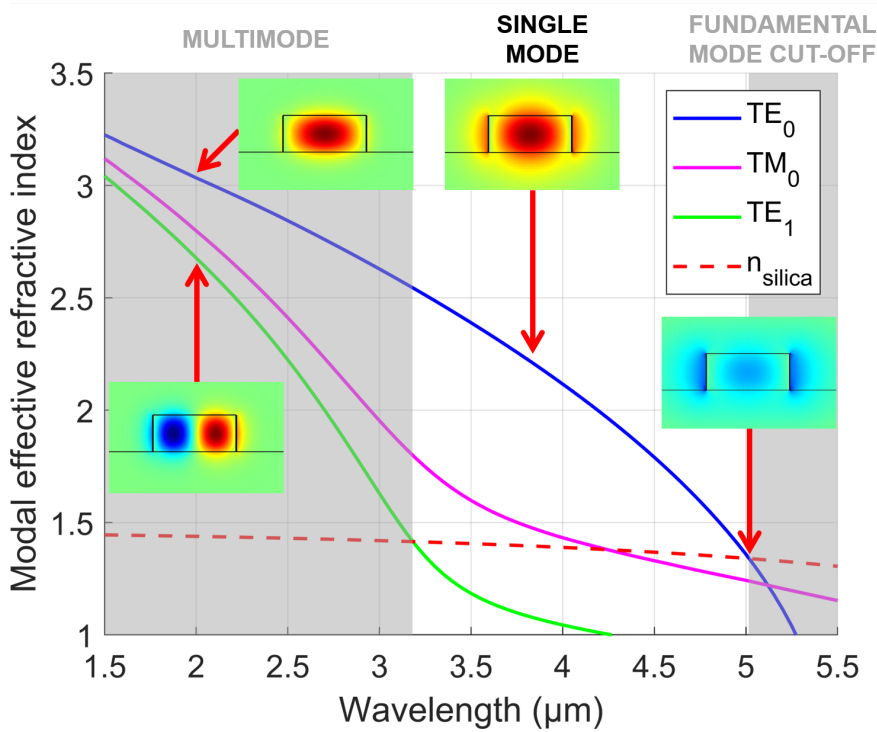 MULTIMODE
SINGLE
MODE
FUNDAMENTAL
MODE CUT-OFF
Modal effective refractive index
3.5
3
2.5
2
1.5
1
TE0
TM0
TE1
nsilica
1.5 2 2.5 3 3.5 4 4.5 5 5.5
Wavelength (μm)